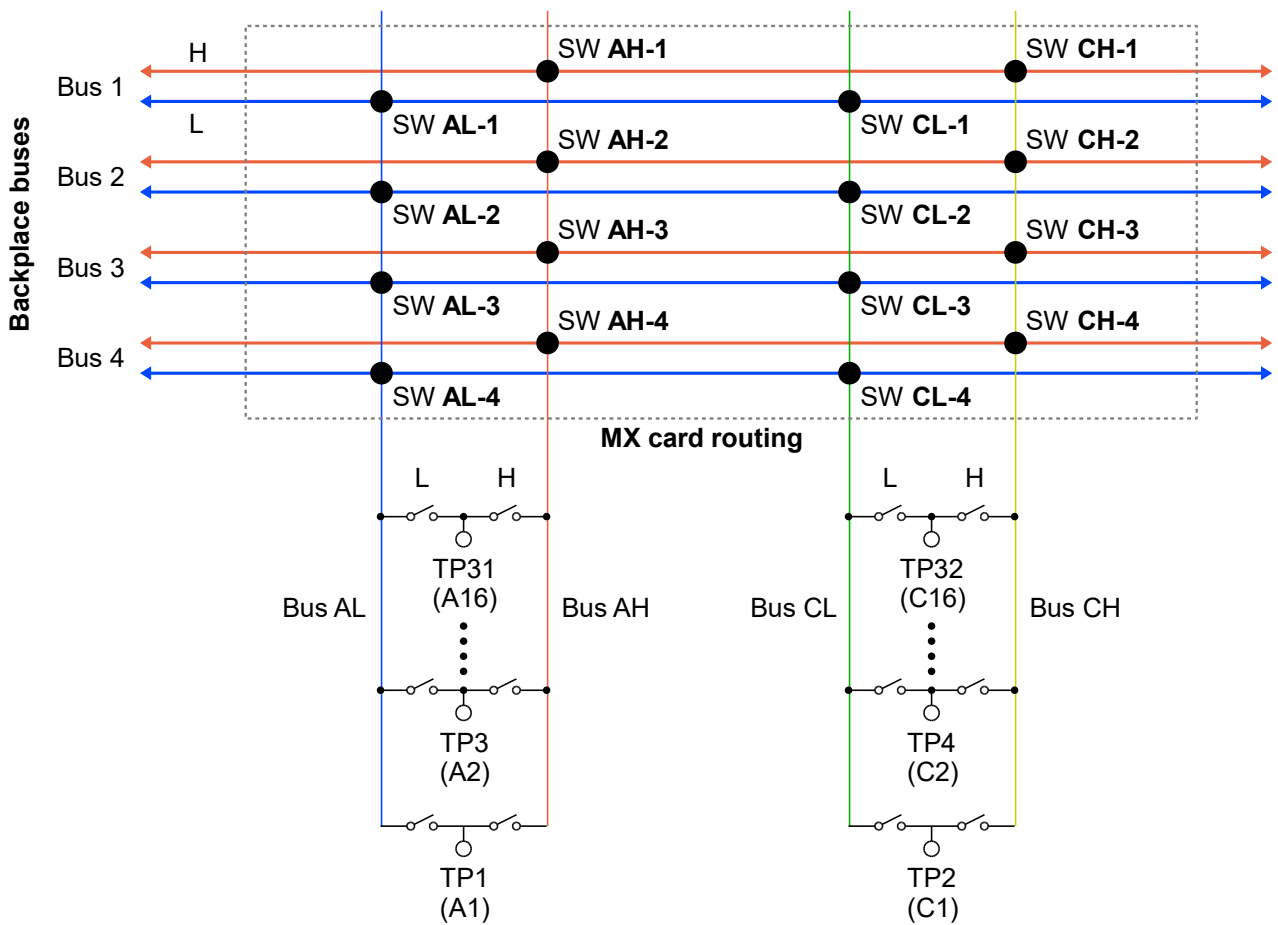 H
SW AH-1
SW CH-1
Bus 1
L
SW AL-1
SW CL-1
SW AH-2
SW CH-2
Bus 2
SW AL-2
SW CL-2
SW AH-3
SW CH-3
Bus 3
SW AL-3
SW CL-3
SW AH-4
SW CH-4
Bus 4
SW AL-4
SW CL-4
Backplace buses
MX card routing
L H
L H
TP31
(A16)
TP32
(C16)
Bus AL
Bus AH
Bus CL
Bus CH
TP3
(A2)
TP4
(C2)
TP1
(A1)
TP2
(C1)